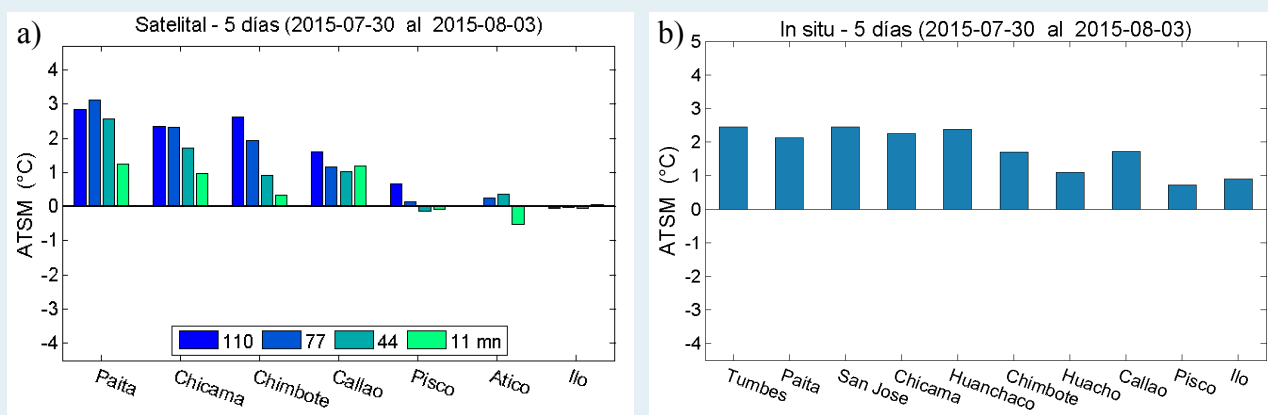 a)
Satelital - 5 días (2015-07-30 al 2015-08-03)
ATSM (°C)
4
3
2
1
0
-1
-2
-3
-4
110 77 44 11 mn
Paita Chicama Chimbote Callao Pisco Atico Ilo
b)
In situ - 5 días (2015-07-30 al 2015-08-03)
ATSM (°C)
5
4
3
2
1
0
-1
-2
-3
-4
Tumbes Paita San Jose Chicama Huanchaco Chimbote Huacho Callao Pisco Ilo